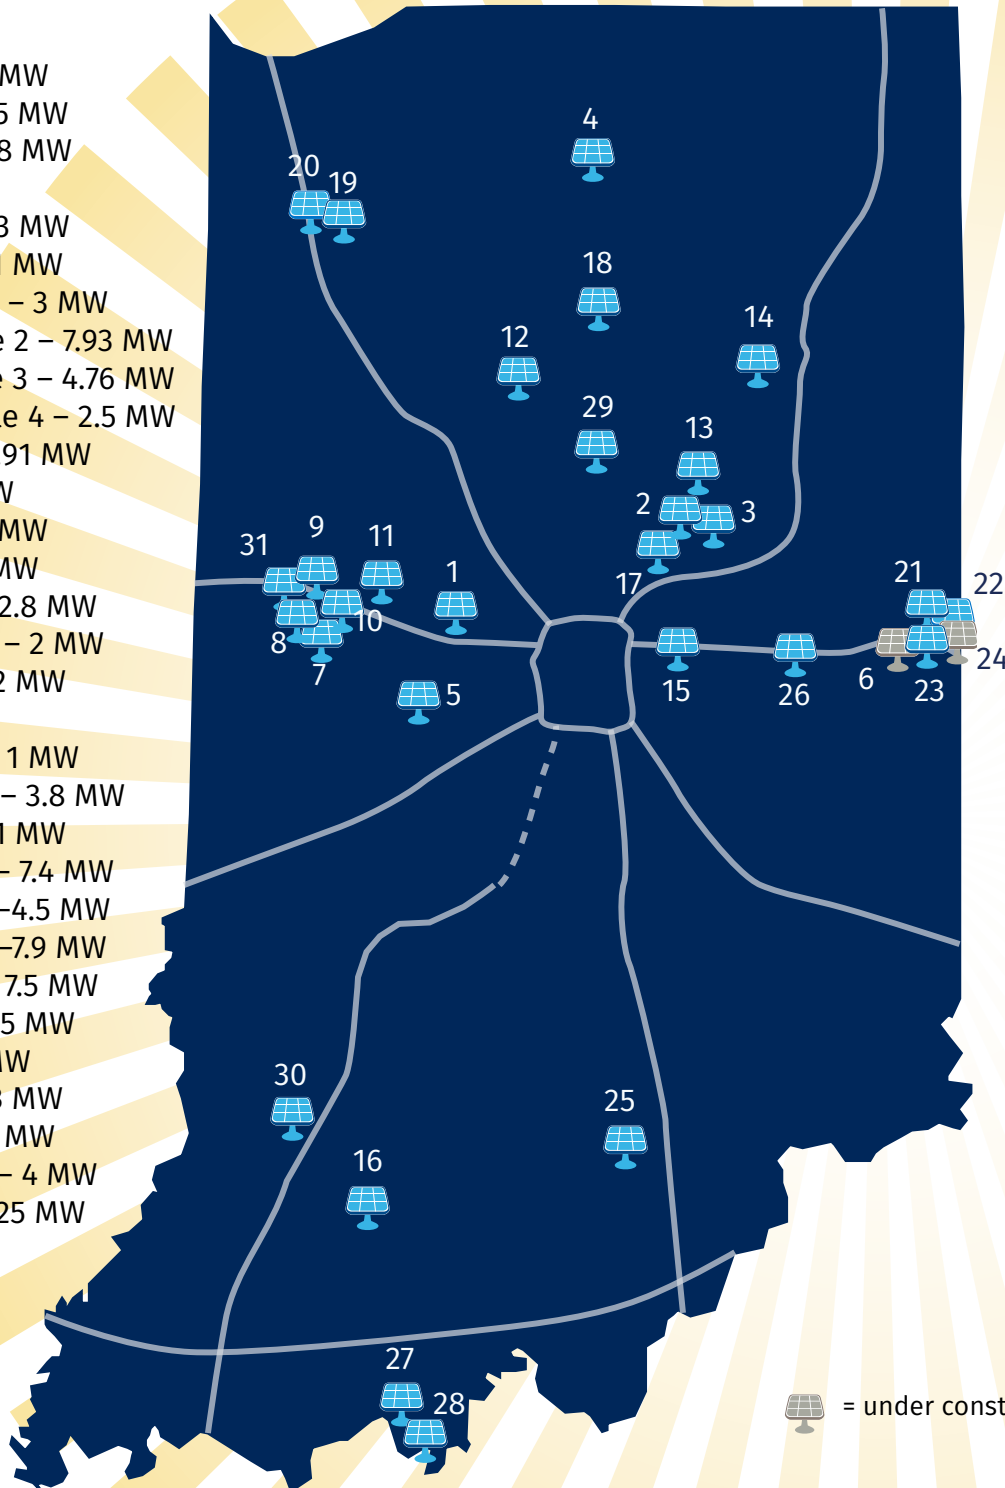 MW
5 MW
8 MW
3 MW
1 MW
– 3 MW
e 2 – 7.93 MW
e 3 – 4.76 MW
le 4 – 2.5 MW
.91 MW
W
MW
MW
2.8 MW
– 2 MW
2 MW
1 MW
– 3.8 MW
1 MW
– 7.4 MW
–4.5 MW
–7.9 MW
7.5 MW
5 MW
MW
3 MW
MW
– 4 MW
25 MW
4
20
19
18
14
12
29
13
2
3
9
31
11
1
17
21
22
10
8
7
5
15
26
6
23
24
30
25
16
27
28
= under const